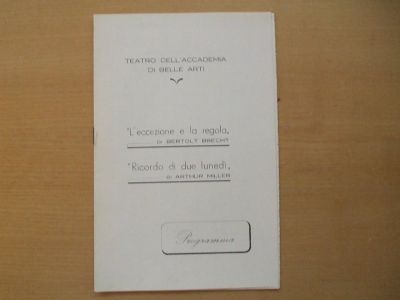 TEATRO DELL'ACCADEMIA
DI BELLE ARTI
"L'eccezione e la regola„
DI BERTOLT BRECHT
"Ricordo di due lunedì„
DI ARTHUR MILLER
Programma